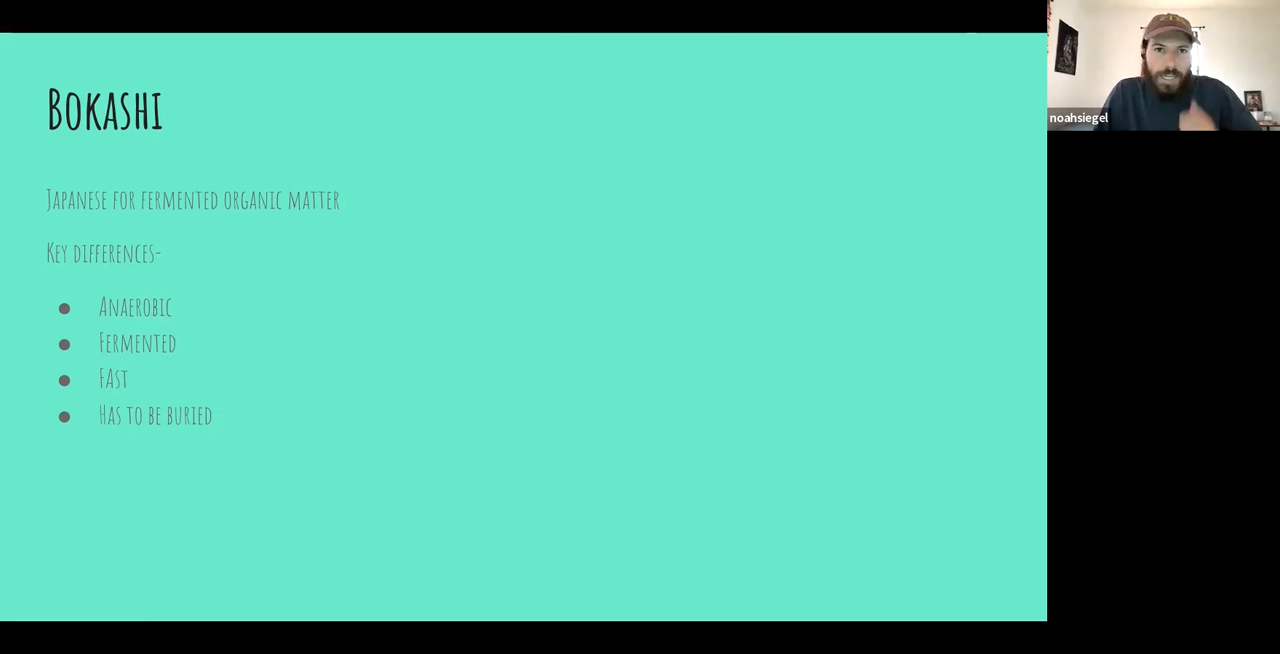 Bokashi
Japanese for fermented organic matter
Key differences-
Anaerobic
Fermented
FAst
Has to be buried
noahsiegel